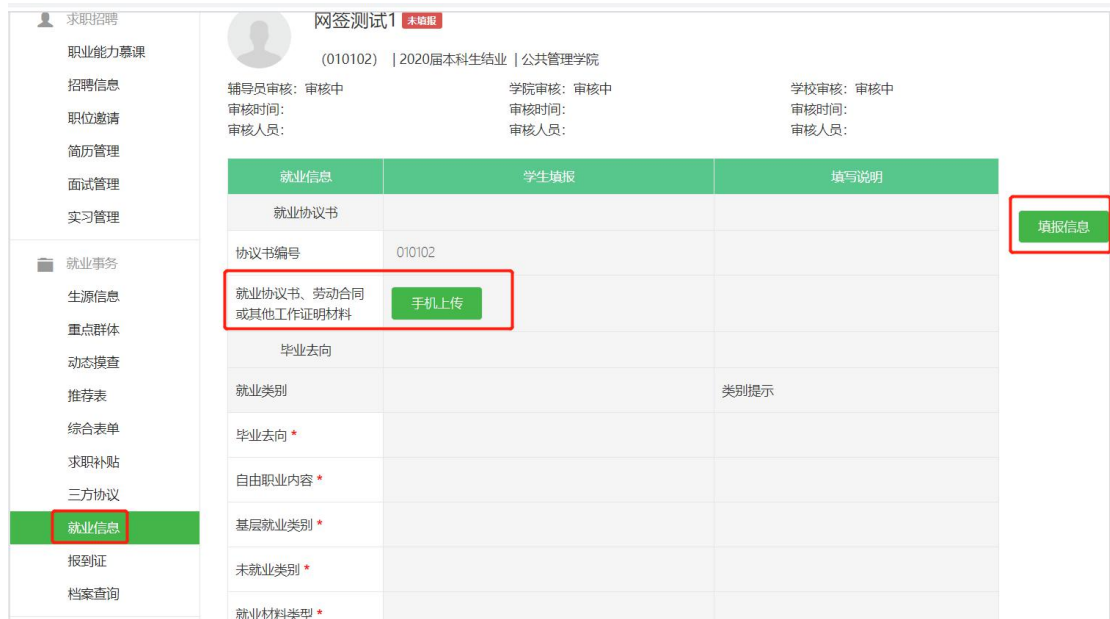 求职招聘
职业能力慕课
招聘信息
职位邀请
简历管理
面试管理
实习管理
就业事务
生源信息
重点群体
动态摸查
推荐表
综合表单
求职补贴
三方协议
就业信息
报到证
档案查询
网签测试1 未填报
（010102） | 2020届本科生结业 | 公共管理学院
辅导员审核：审核中
审核时间：
审核人员：
学院审核：审核中
审核时间：
审核人员：
学校审核：审核中
审核时间：
审核人员：
就业信息 学生填报 填写说明
就业协议书
协议书编号 010102
就业协议书、劳动合同
或其他工作证明材料
手机上传
毕业去向
就业类别 类别提示
毕业去向 *
自由职业内容 *
基层就业类别 *
未就业类别 *
就业材料类型 *
填报信息